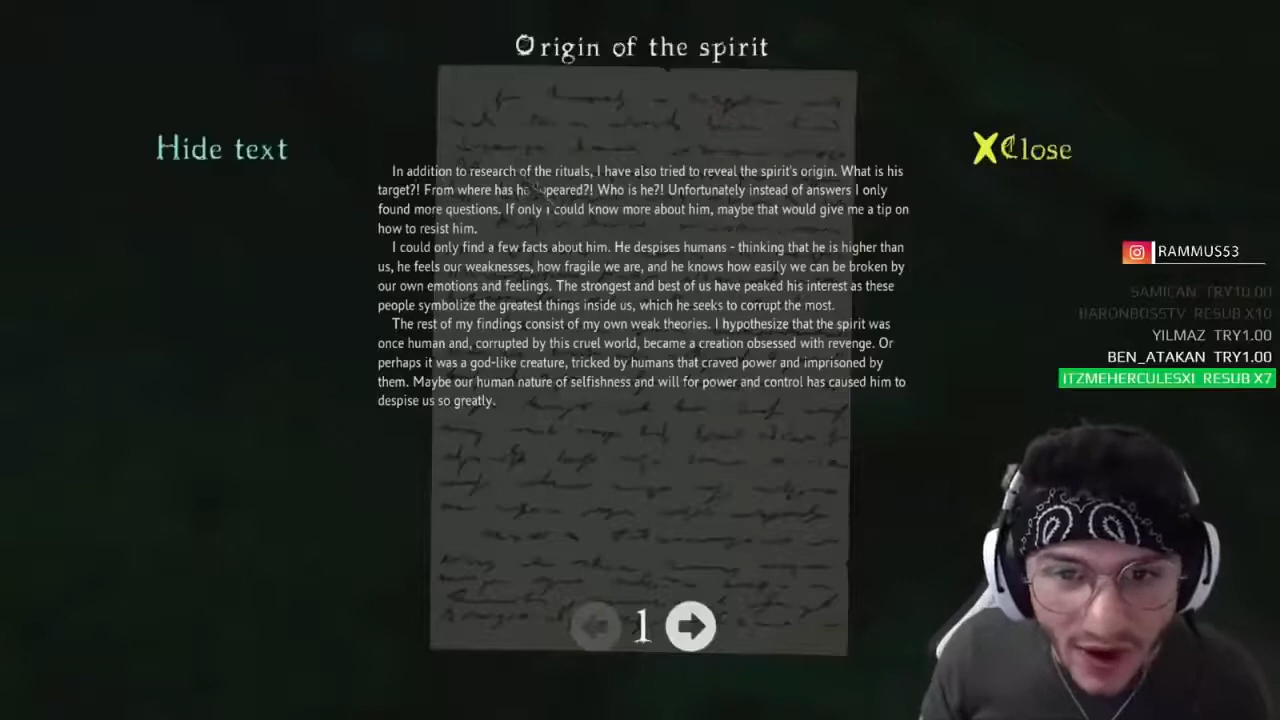 Origin of the spirit
Hide text
XClose
In addition to research of the rituals, I have also tried to reveal the spirit's origin. What is his
target?! From where has he appeared?! Who is he?! Unfortunately instead of answers I only
found more questions. If only i could know more about him, maybe that would give me a tip on
how to resist him.
I could only find a few facts about him. He despises humans - thinking that he is higher than
us, he feels our weaknesses, how fragile we are, and he knows how easily we can be broken by
our own emotions and feelings. The strongest and best of us have peaked his interest as these
people symbolize the greatest things inside us, which he seeks to corrupt the most.
The rest of my findings consist of my own weak theories. I hypothesize that the spirit was
once human and, corrupted by this cruel world, became a creation obsessed with revenge. Or
perhaps it was a god-like creature, tricked by humans that craved power and imprisoned by
them. Maybe our human nature of selfishness and will for power and control has caused him to
despise us so greatly.
1
RAMMUS53
SAMICAN TRY10.00
BARONBOSSTV RESUB X10
YILMAZ TRY1.00
BEN_ATAKAN TRY1.00
ITZMEHERCULESXI RESUB X7